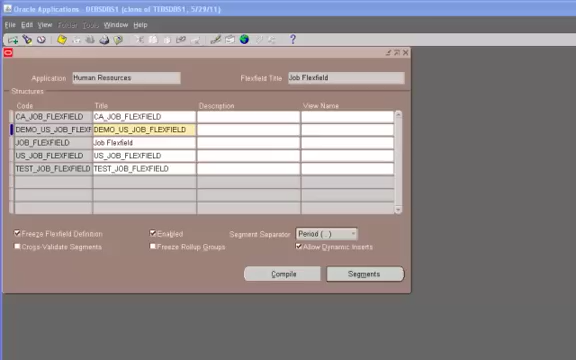 Oracle Applications - DTBSDB51 (clone of TEBSDB51, 5/29/11)
File Edit View Folder Tools Window Help
?
Application Human Resources Flexfield Title Job Flexfield
Structures
Code Title Description View Name
CA_JOB_FLEXFIELD CA_JOB_FLEXFIELD
DEMO_US_JOB_FLEXF DEMO_US_JOB_FLEXFIELD
JOB_FLEXFIELD Job Flexfield
US_JOB_FLEXFIELD US_JOB_FLEXFIELD
TEST_JOB_FLEXFIELD TEST_JOB_FLEXFIELD
Freeze Flexfield Definition Enabled Segment Separator Period (.)
Cross-Validate Segments Freeze Rollup Groups Allow Dynamic Inserts
Compile Segments